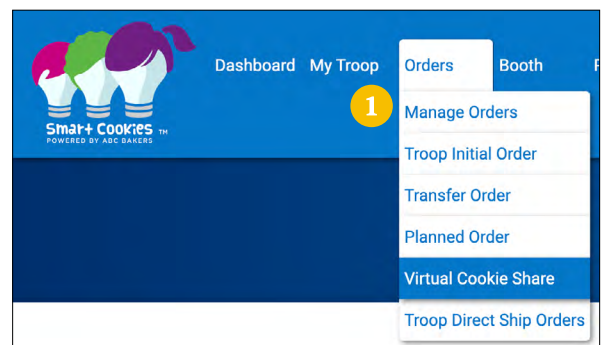 Dashboard My Troop Orders Booth
1
Smart Cookies TM
POWERED BY ABC BAKERS
Manage Orders
Troop Initial Order
Transfer Order
Planned Order
Virtual Cookie Share
Troop Direct Ship Orders